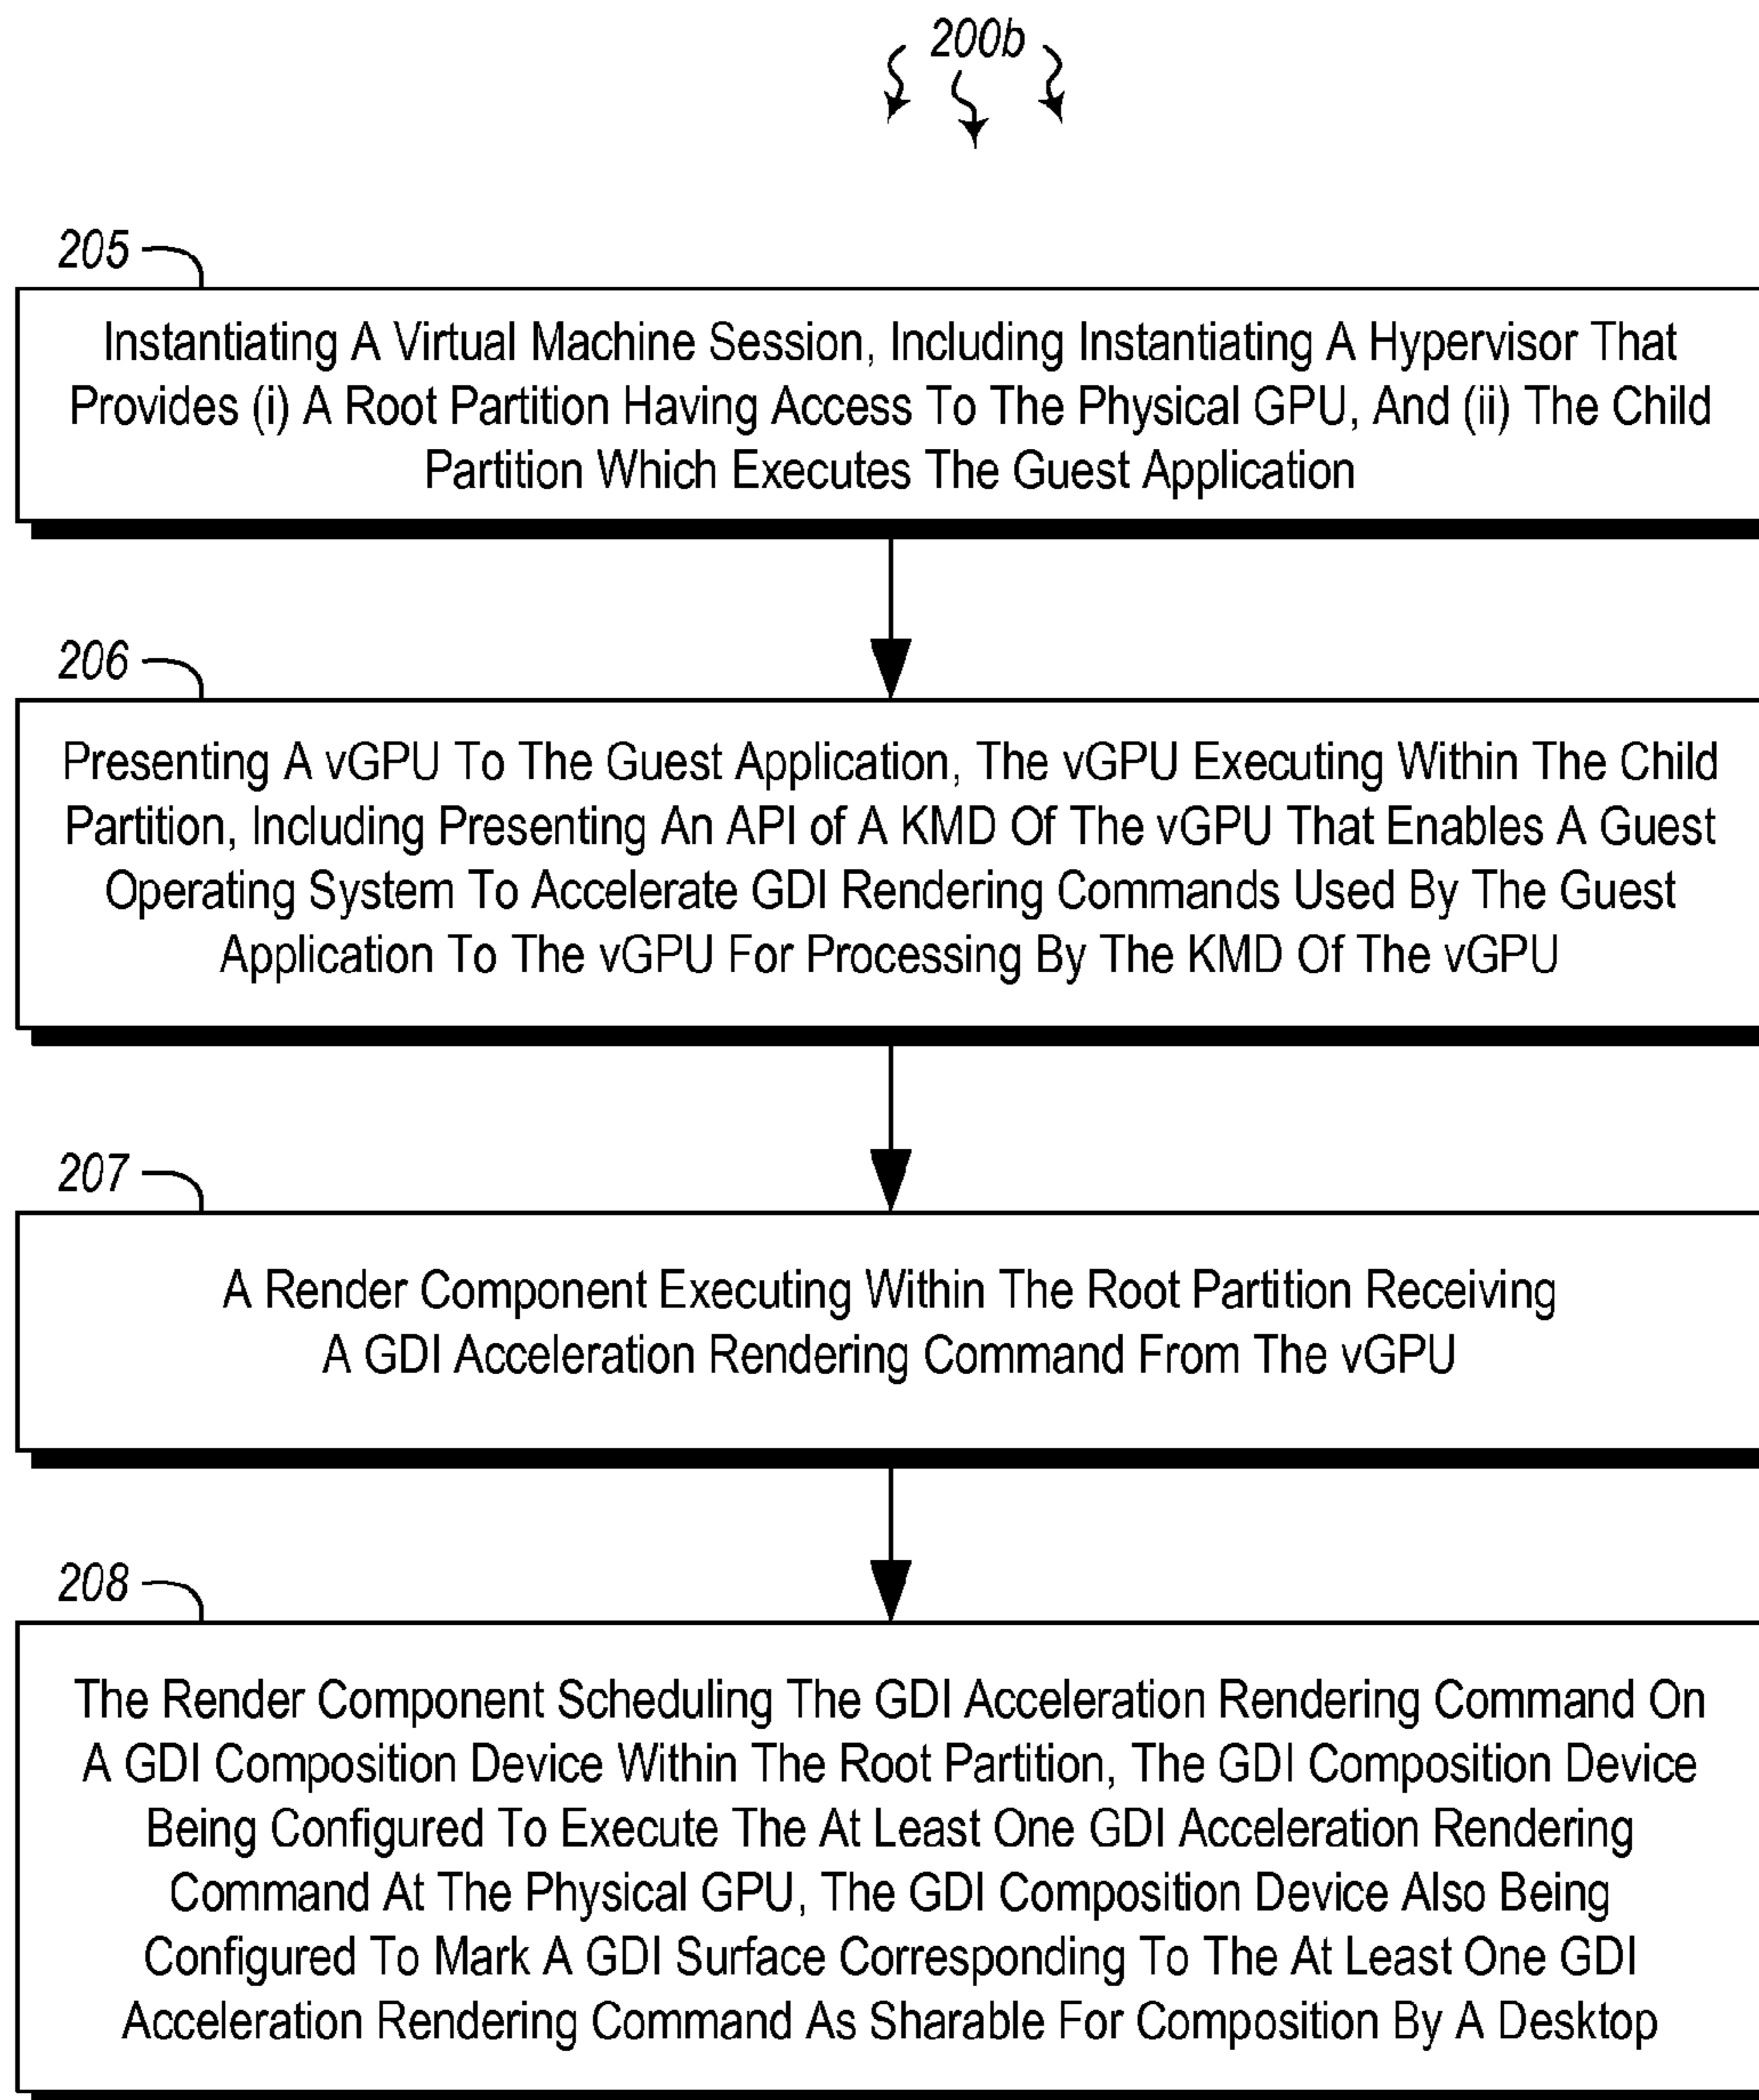 200b
205
Instantiating A Virtual Machine Session, Including Instantiating A Hypervisor That
Provides (i) A Root Partition Having Access To The Physical GPU, And (ii) The Child
Partition Which Executes The Guest Application
206
Presenting A vGPU To The Guest Application, The vGPU Executing Within The Child
Partition, Including Presenting An API of A KMD Of The vGPU That Enables A Guest
Operating System To Accelerate GDI Rendering Commands Used By The Guest
Application To The vGPU For Processing By The KMD Of The vGPU
207
A Render Component Executing Within The Root Partition Receiving
A GDI Acceleration Rendering Command From The vGPU
208
The Render Component Scheduling The GDI Acceleration Rendering Command On
A GDI Composition Device Within The Root Partition, The GDI Composition Device
Being Configured To Execute The At Least One GDI Acceleration Rendering
Command At The Physical GPU, The GDI Composition Device Also Being
Configured To Mark A GDI Surface Corresponding To The At Least One GDI
Acceleration Rendering Command As Sharable For Composition By A Desktop